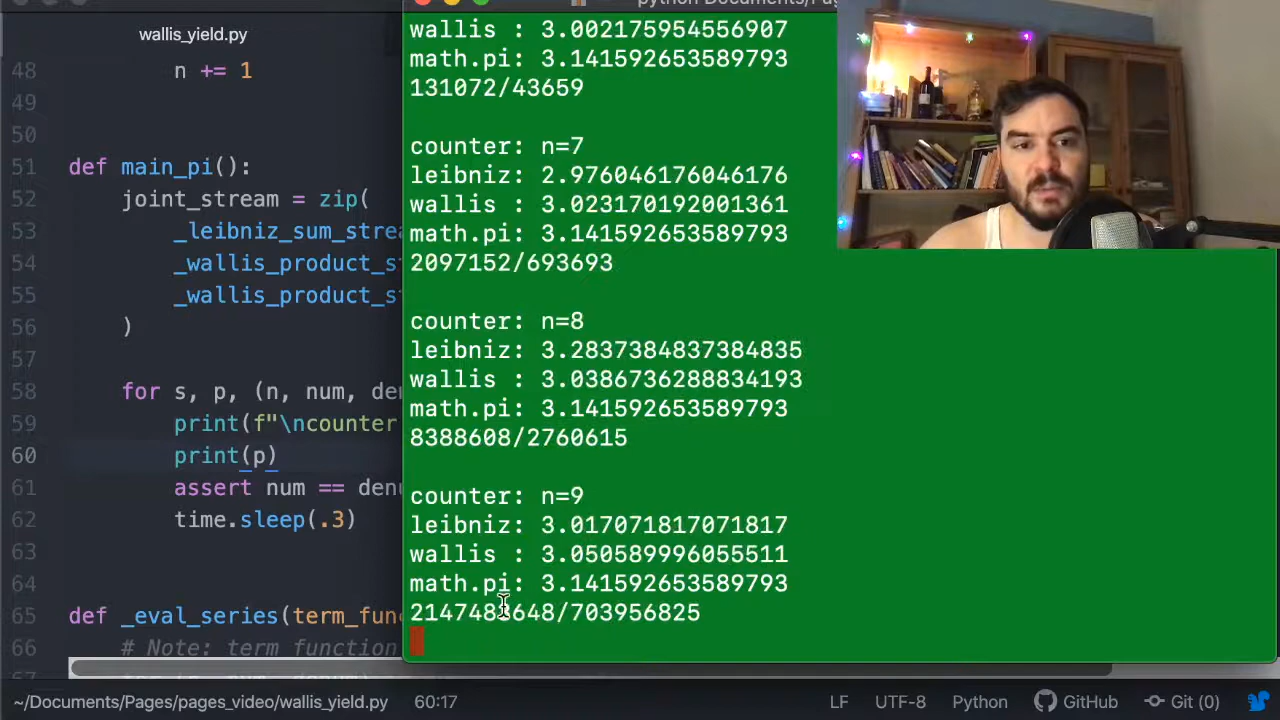 wallis_yield.py
48 n += 1
49
50
51 def main_pi():
52 joint_stream = zip(
53 _leibniz_sum_strea
54 _wallis_product_s
55 _wallis_product_s
56 )
57
58 for s, p, (n, num, de
59 print(f"\ncounter
60 print(p)
61 assert num == den
62 time.sleep(.3)
63
64
65 def _eval_series(term_fun
66 # Note: term function
python Documents/Pag
wallis : 3.002175954556907
math.pi: 3.141592653589793
131072/43659
counter: n=7
leibniz: 2.976046176046176
wallis : 3.023170192001361
math.pi: 3.141592653589793
2097152/693693
counter: n=8
leibniz: 3.2837384837384835
wallis : 3.0386736288834193
math.pi: 3.141592653589793
8388608/2760615
counter: n=9
leibniz: 3.017071817071817
wallis : 3.050589996055511
math.pi: 3.141592653589793
2147483648/703956825
~/Documents/Pages/pages_video/wallis_yield.py 60:17 LF UTF-8 Python GitHub Git (0)